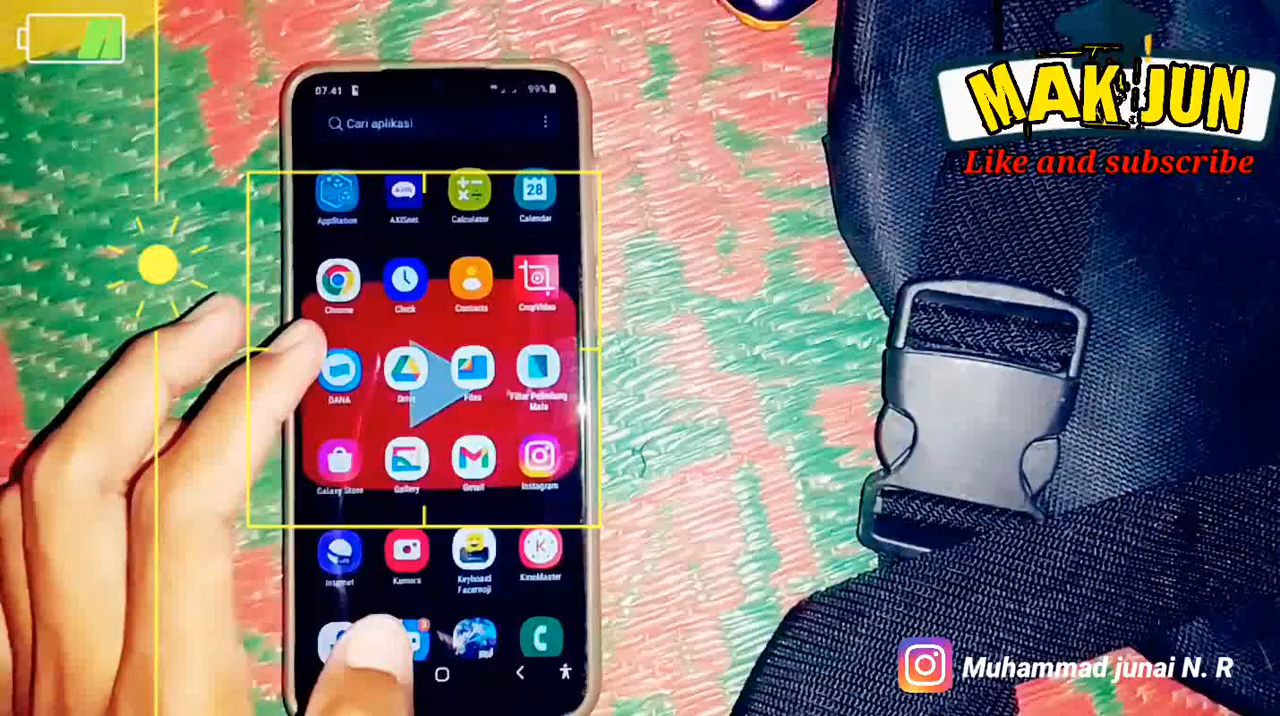 MAK JUN
Like and subscribe
07.41
99%
Cari aplikasi
AppStation
AXISnet
Calculator
28
Calendar
Chrome
Clock
Contacts
CropVideo
DANA
Drive
Files
Filter Pelindung
Mata
Galaxy Store
Gallery
Gmail
Instagram
Internet
Kamera
Keyboard
Facemoji
KineMaster
Muhammad junai N. R